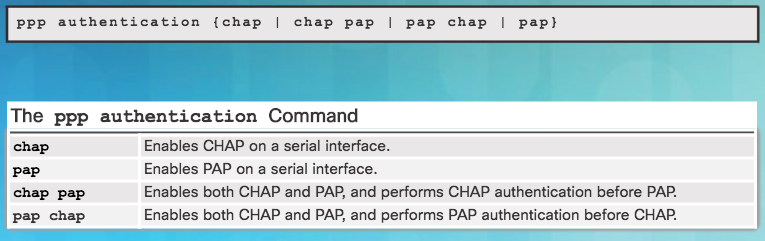 ppp authentication {chap | chap pap | pap chap | pap}
The ppp authentication Command
chap Enables CHAP on a serial interface.
pap Enables PAP on a serial interface.
chap pap Enables both CHAP and PAP, and performs CHAP authentication before PAP.
pap chap Enables both CHAP and PAP, and performs PAP authentication before CHAP.